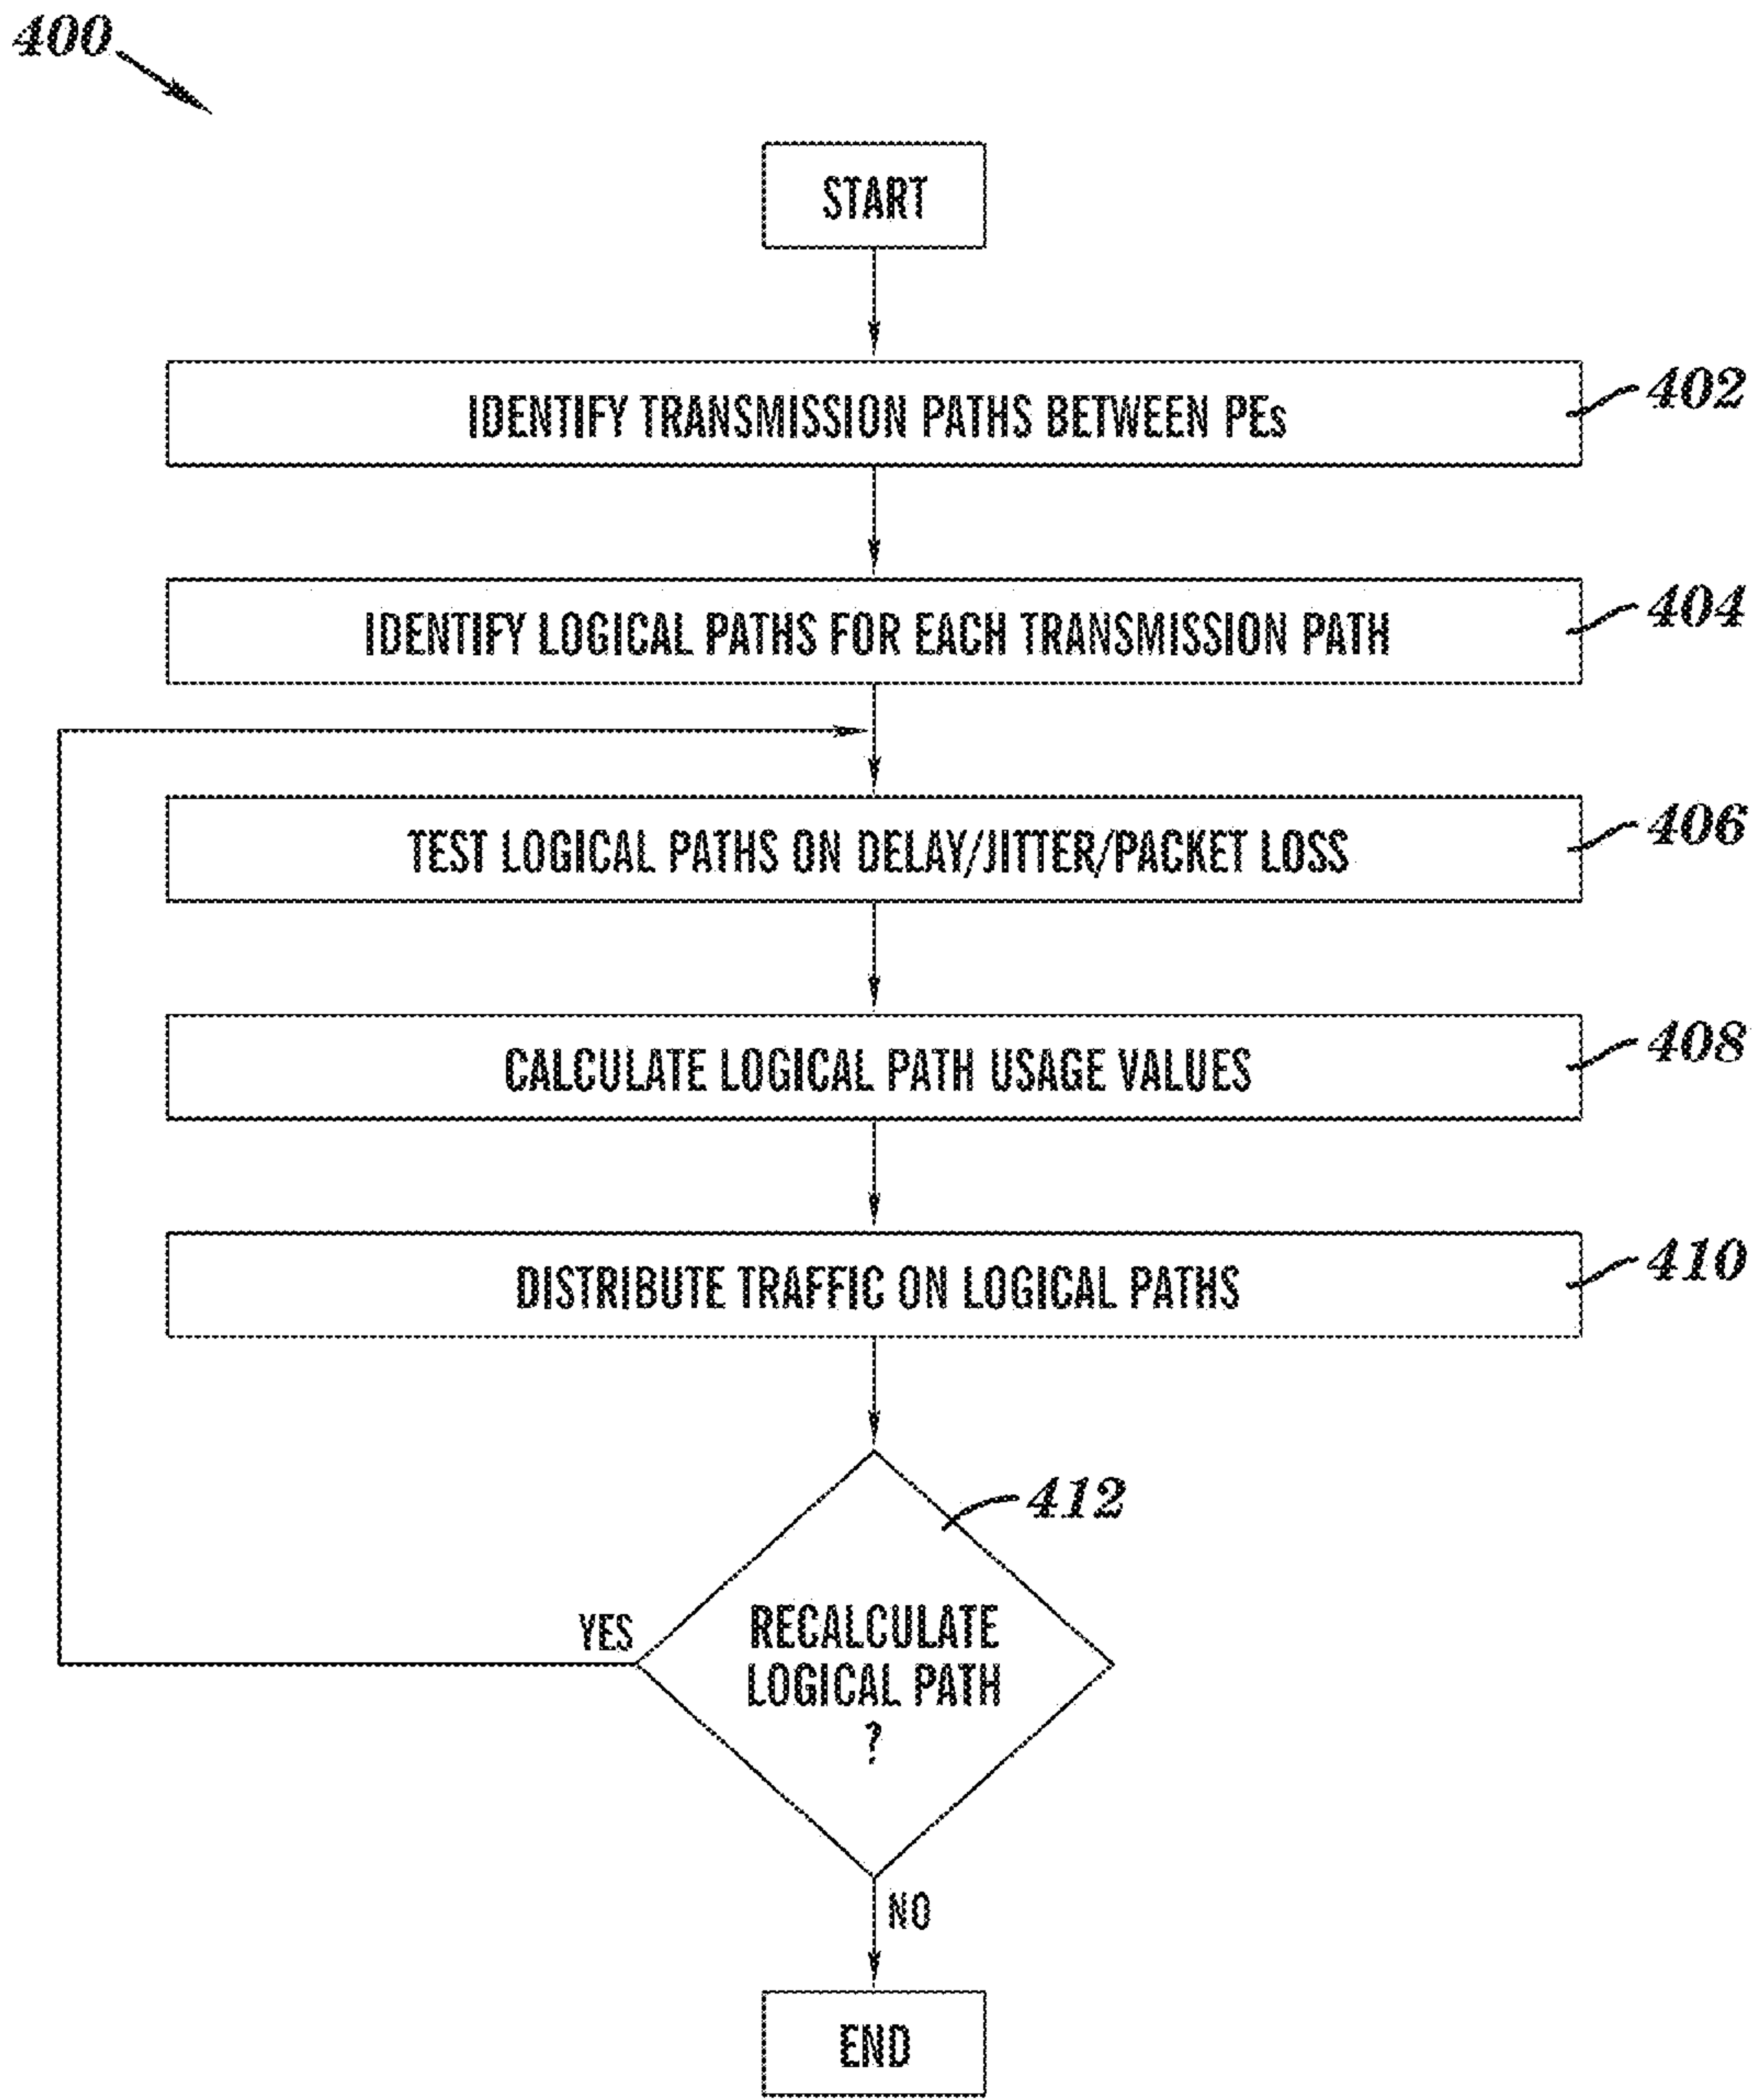 400
START
IDENTIFY TRANSMISSION PATHS BETWEEN PEs
402
IDENTIFY LOGICAL PATHS FOR EACH TRANSMISSION PATH
404
TEST LOGICAL PATHS ON DELAY/JITTER/PACKET LOSS
406
CALCULATE LOGICAL PATH USAGE VALUES
408
DISTRIBUTE TRAFFIC ON LOGICAL PATHS
410
412
YES
RECALCULATE
LOGICAL PATH
?
NO
END